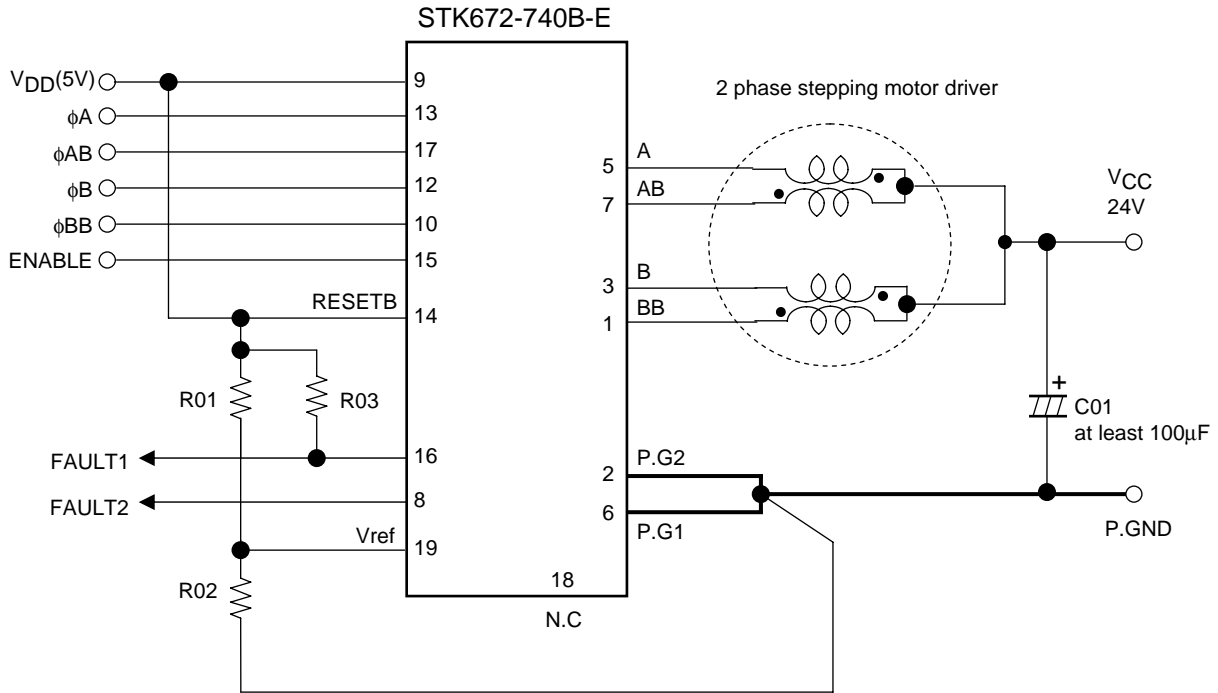 STK672-740B-E
VDD(5V)
9
ϕA
13
ϕAB
17
ϕB
12
ϕBB
10
ENABLE
15
RESETB
14
R01
R03
FAULT1
16
FAULT2
8
Vref
19
R02
18
N.C
2 phase stepping motor driver
5
A
7
AB
3
B
1
BB
VCC
24V
+
C01
at least 100µF
P.G2
2
6
P.G1
P.GND